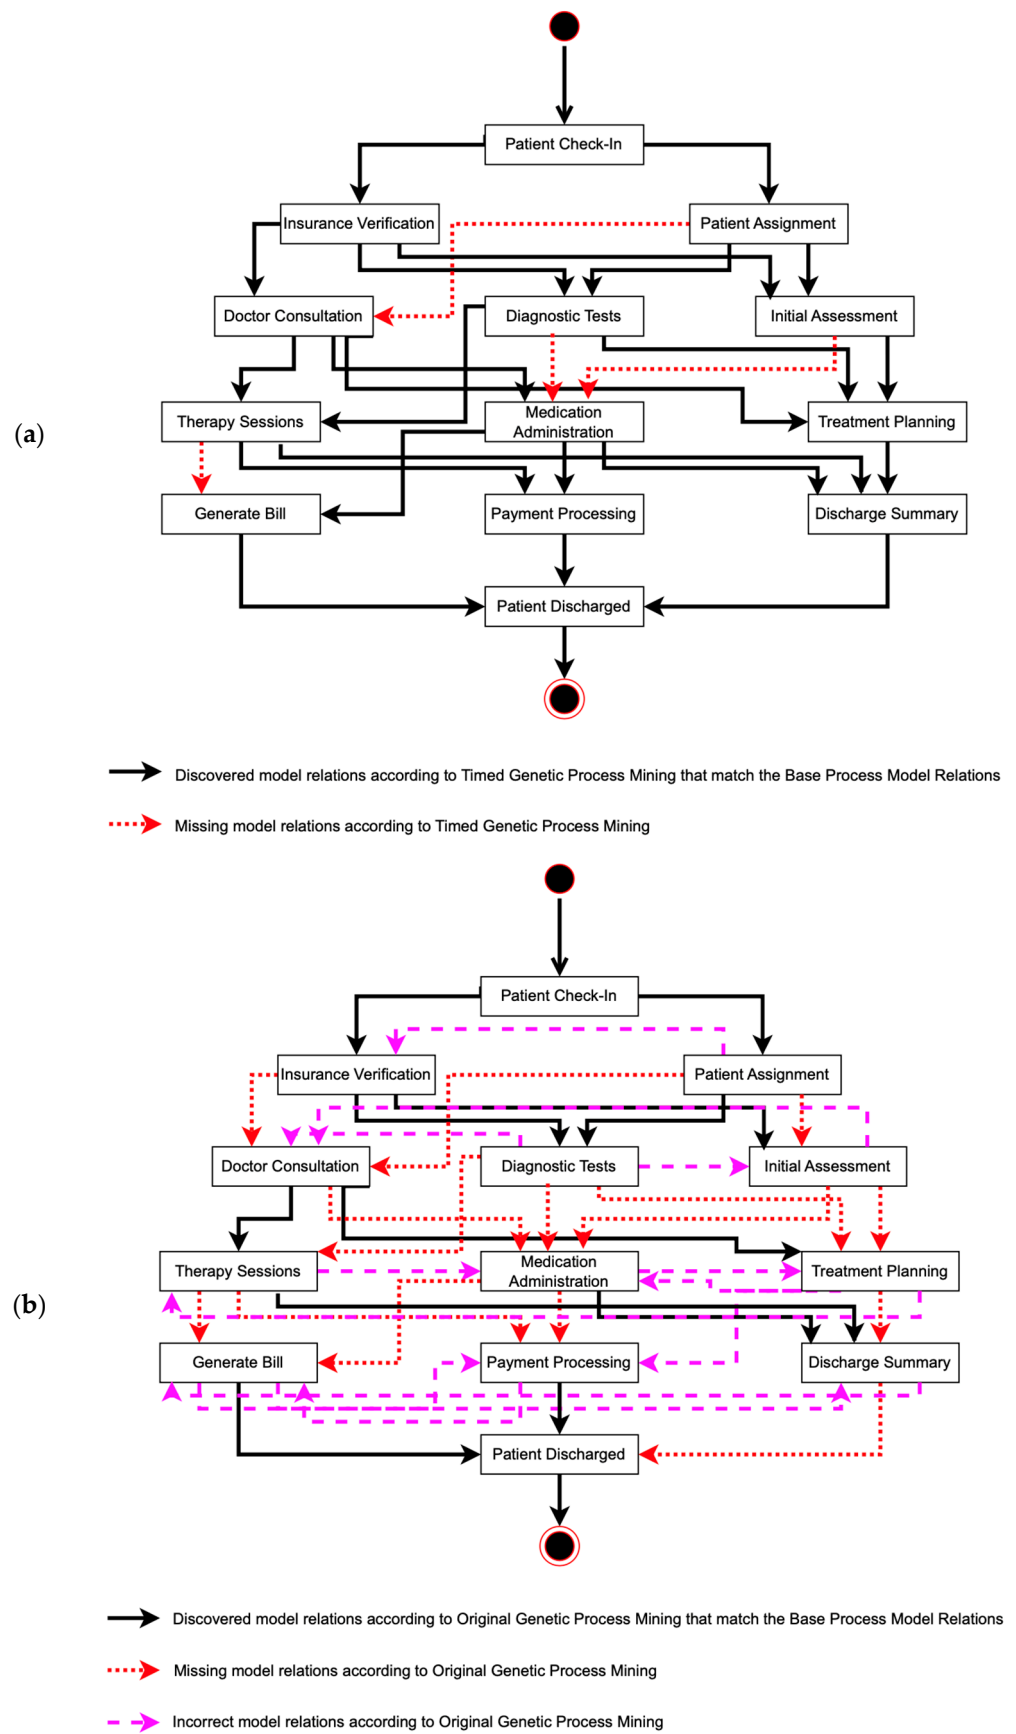 Patient Check-In
Insurance Verification
Patient Assignment
Doctor Consultation
Diagnostic Tests
Initial Assessment
(a)
Therapy Sessions
Medication
Administration
Treatment Planning
Generate Bill
Payment Processing
Discharge Summary
Patient Discharged
Discovered model relations according to Timed Genetic Process Mining that match the Base Process Model Relations
Missing model relations according to Timed Genetic Process Mining
Patient Check-In
Insurance Verification
Patient Assignment
Doctor Consultation
Diagnostic Tests
Initial Assessment
(b)
Therapy Sessions
Medication
Administration
Treatment Planning
Generate Bill
Payment Processing
Discharge Summary
Patient Discharged
Discovered model relations according to Original Genetic Process Mining that match the Base Process Model Relations
Missing model relations according to Original Genetic Process Mining
Incorrect model relations according to Original Genetic Process Mining